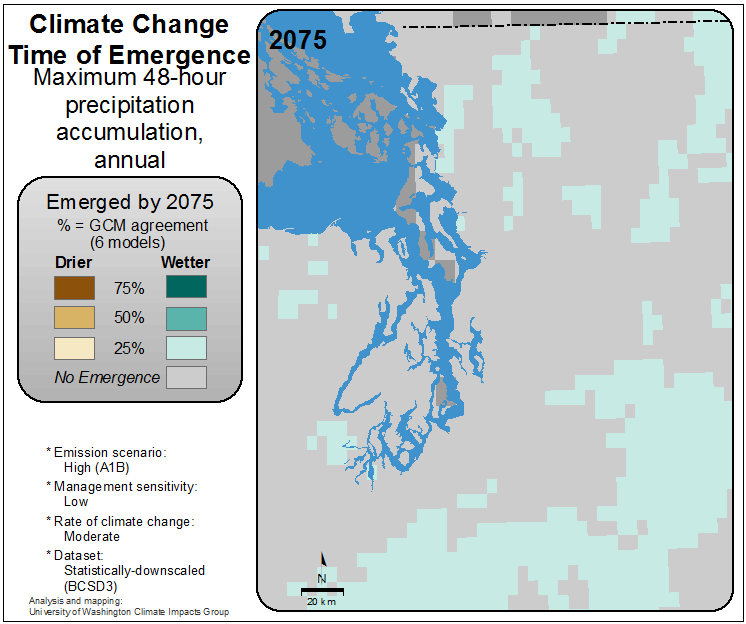 Climate Change
Time of Emergence
Maximum 48-hour
precipitation
accumulation,
annual
Emerged by 2075
% = GCM agreement
(6 models)
Drier Wetter
75%
50%
25%
No Emergence
* Emission scenario:
High (A1B)
* Management sensitivity:
Low
* Rate of climate change:
Moderate
* Dataset:
Statistically-downscaled
(BCSD3)
Analysis and mapping:
University of Washington Climate Impacts Group
2075
N
20 km